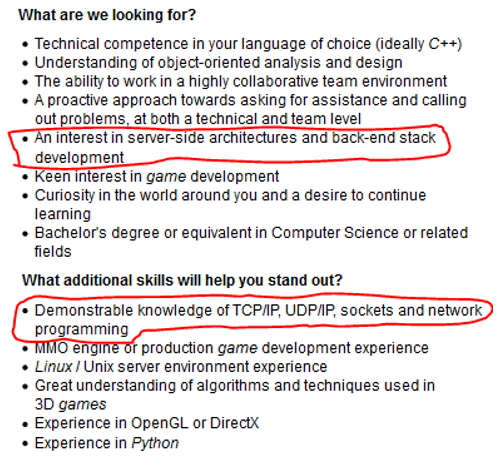 What are we looking for?
• Technical competence in your language of choice (ideally C++)
• Understanding of object-oriented analysis and design
• The ability to work in a highly collaborative team environment
• A proactive approach towards asking for assistance and calling
out problems, at both a technical and team level
• An interest in server-side architectures and back-end stack
development
• Keen interest in game development
• Curiosity in the world around you and a desire to continue
learning
• Bachelor's degree or equivalent in Computer Science or related
fields
What additional skills will help you stand out?
• Demonstrable knowledge of TCP/IP, UDP/IP, sockets and network
programming
• MMO engine or production game development experience
• Linux / Unix server environment experience
• Great understanding of algorithms and techniques used in
3D games
• Experience in OpenGL or DirectX
• Experience in Python